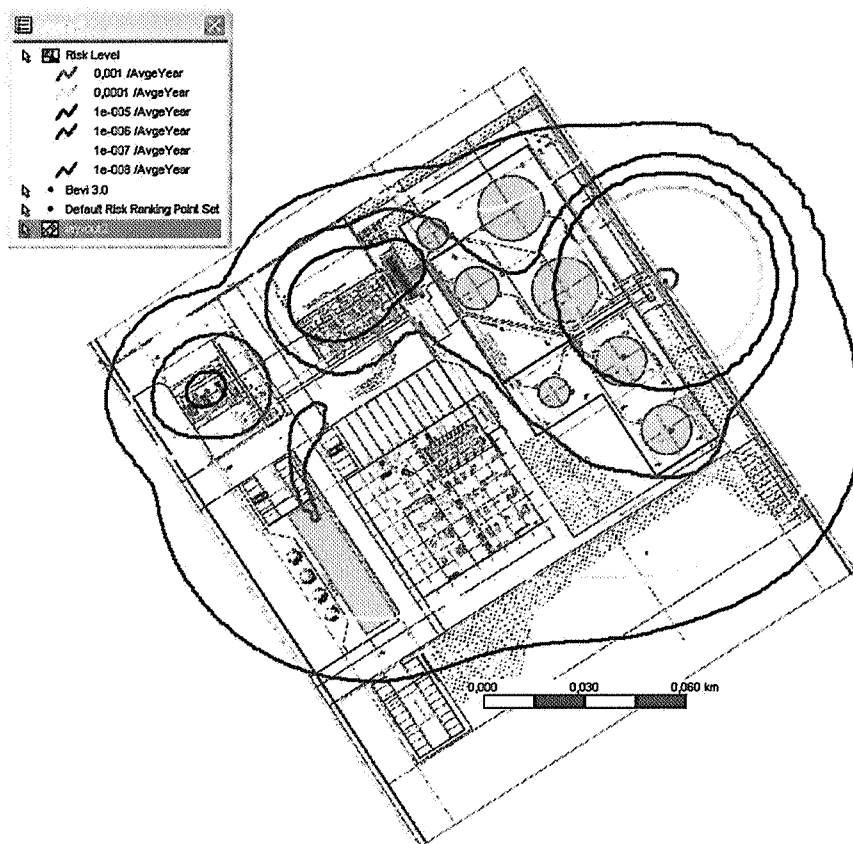 Risk Level
0,001 /AvgeYear
0,0001 /AvgeYear
1e-005 /AvgeYear
1e-006 /AvgeYear
1e-007 /AvgeYear
1e-008 /AvgeYear
Bevi 3.0
Default Risk Ranking Point Set
0,000 0,030 0,060 km